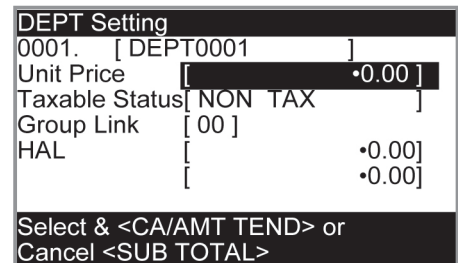 DEPT Setting
0001. [ DEPT0001 ]
Unit Price [ •0.00 ]
Taxable Status[ NON TAX ]
Group Link [ 00 ]
HAL [ •0.00]
[ •0.00]
Select & <CA/AMT TEND> or
Cancel <SUB TOTAL>